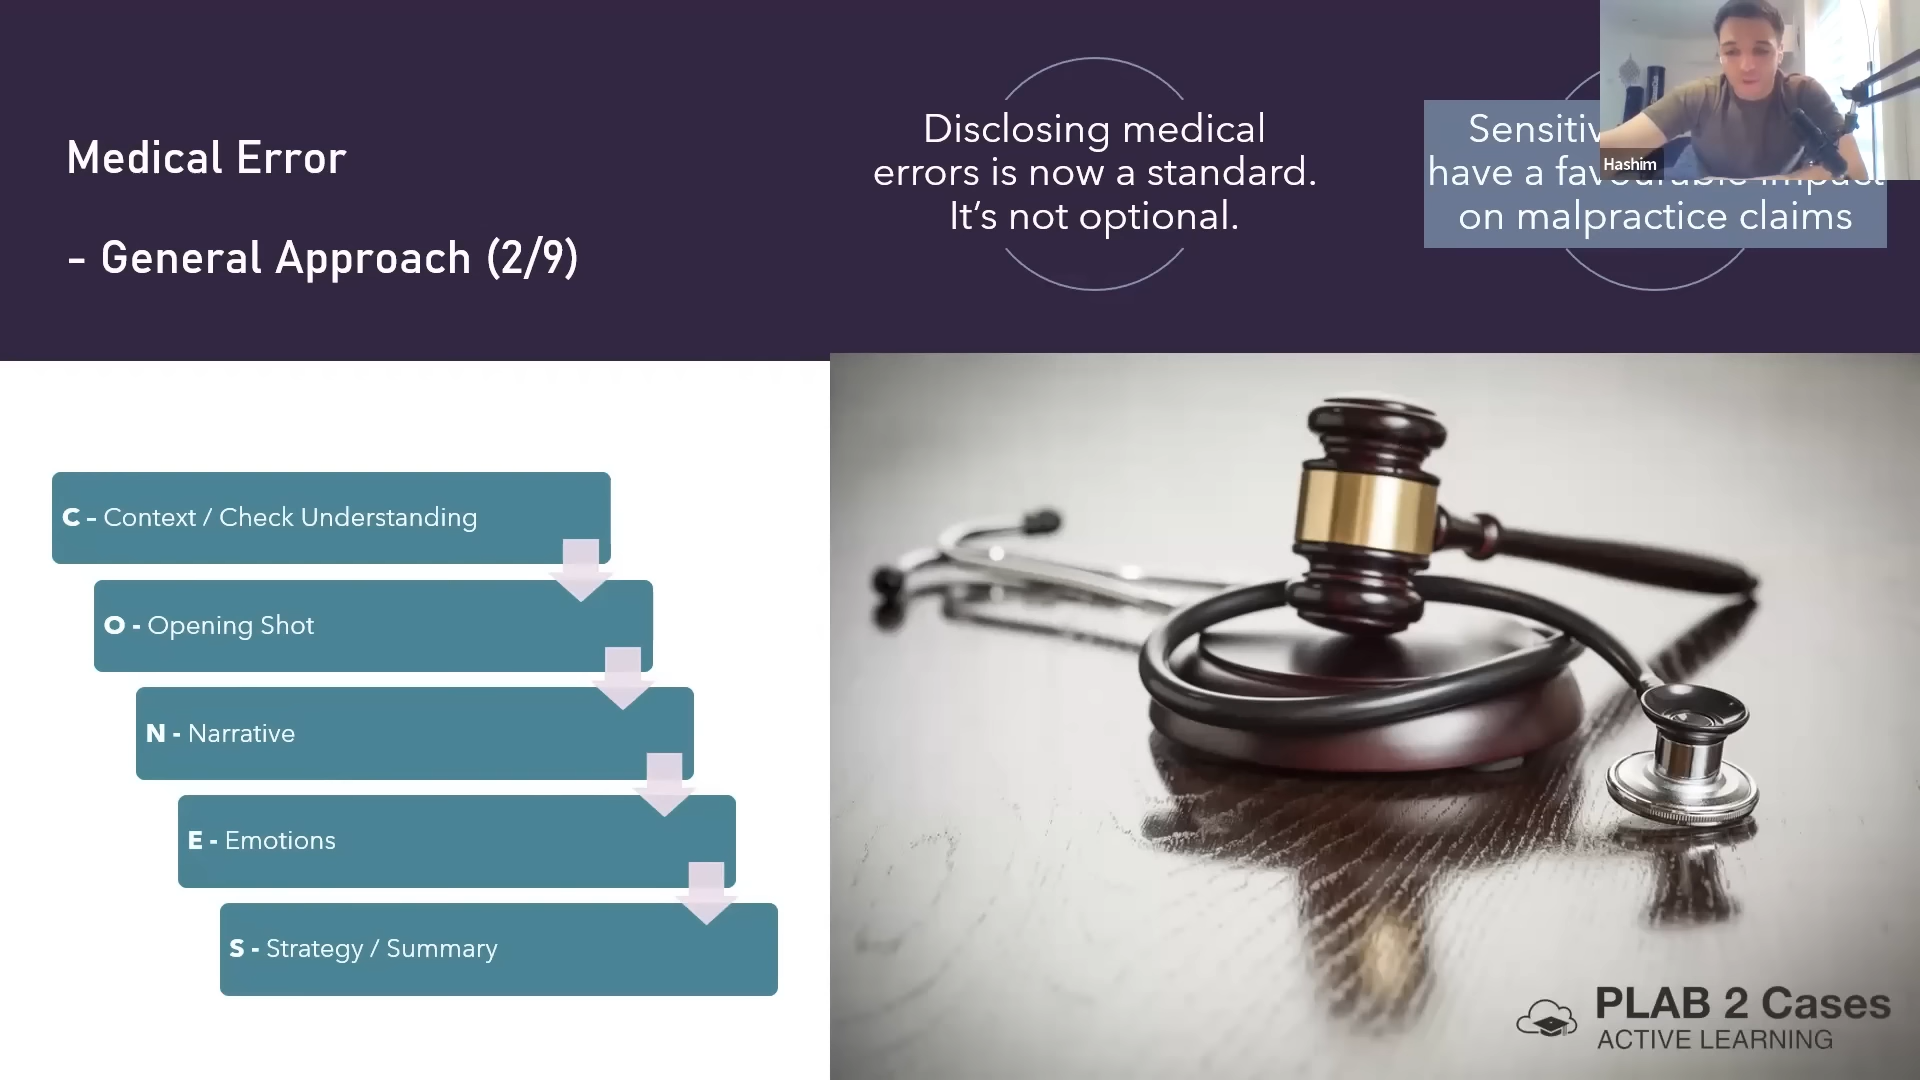 Medical Error
- General Approach (2/9)
Disclosing medical
errors is now a standard.
It's not optional.
have a
on malpractice claims
Hashim
C - Context / Check Understanding
O - Opening Shot
N - Narrative
E - Emotions
S - Strategy / Summary
PLAB 2 Cases
ACTIVE LEARNING